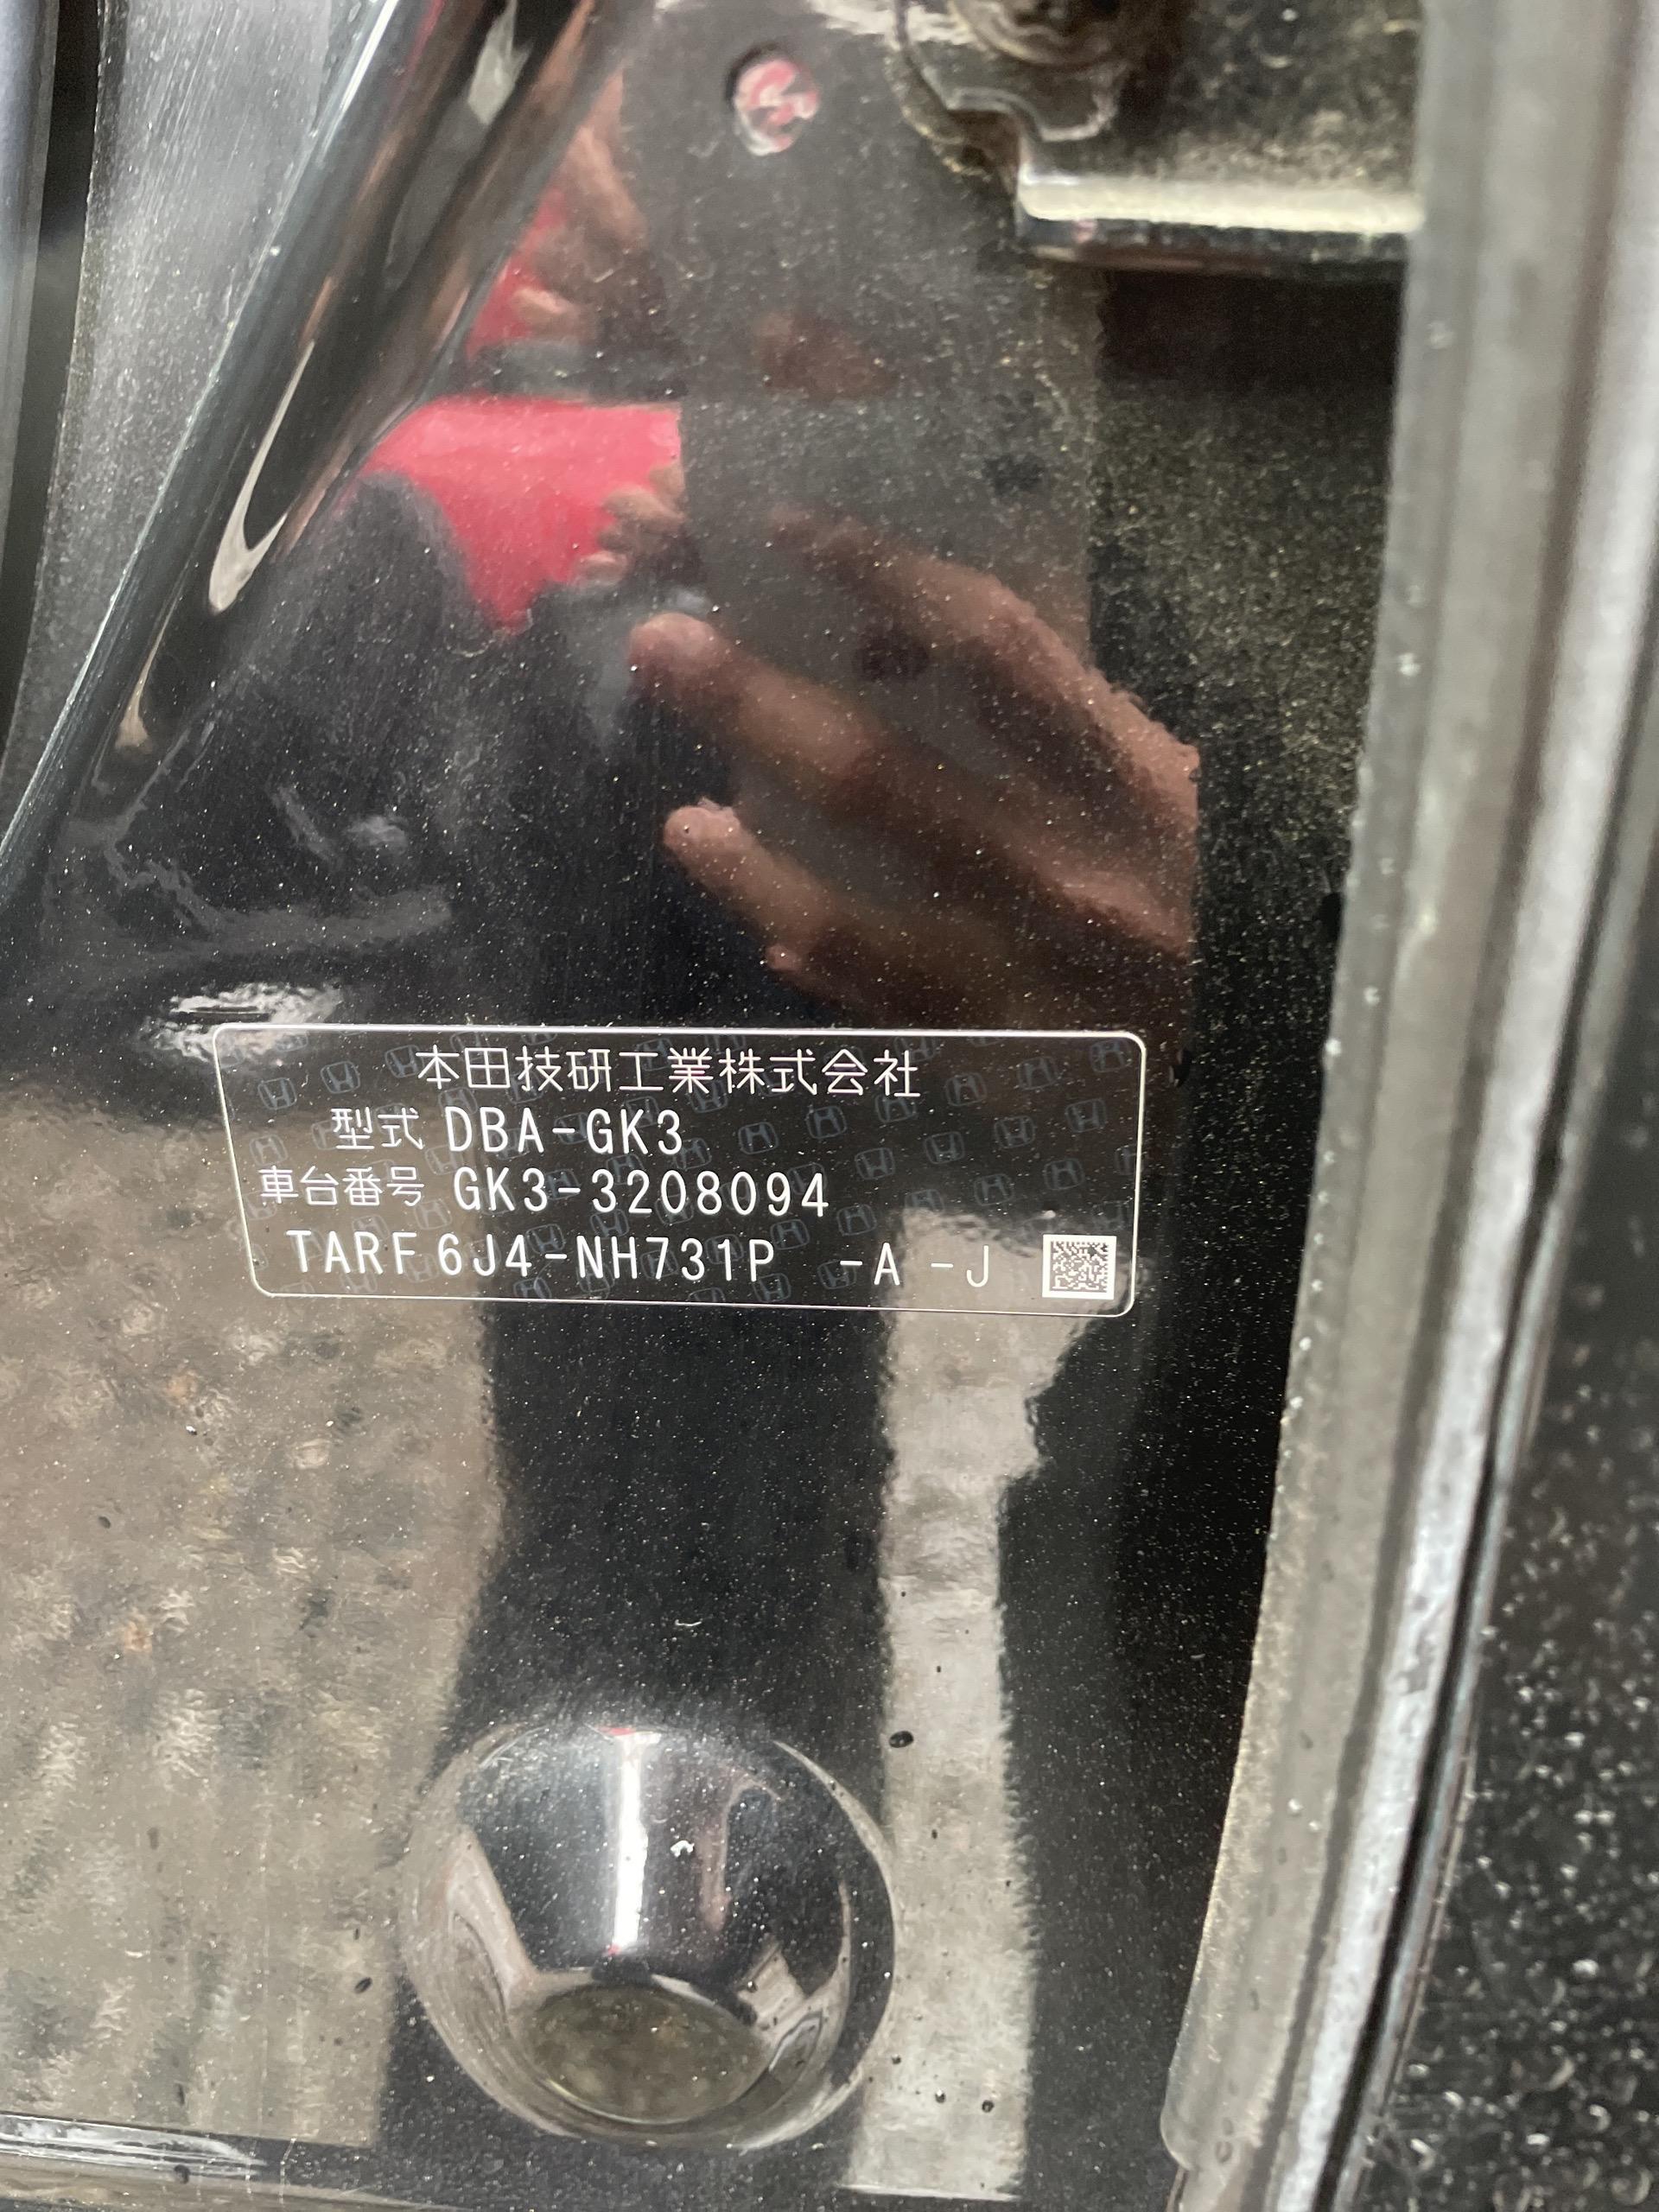 本田技研工業株式会社
型式 DBA-GK3
車台番号 GK3-3208094
TARF6J4-NH731P -A -J